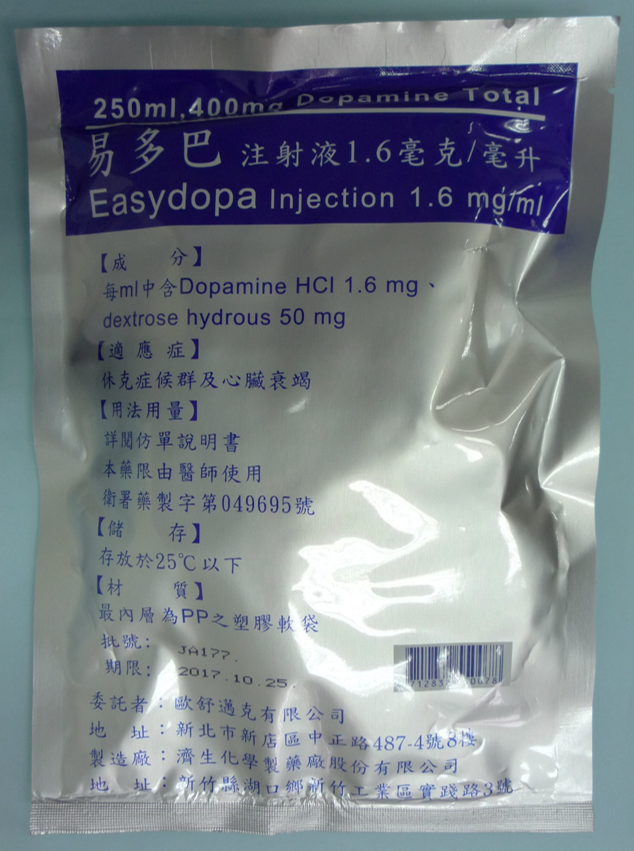 250ml,400mg Dopamine Total
易多巴 注射液1.6毫克/毫升
Easydopa Injection 1.6 mg/ml
【成 分】
每ml中含Dopamine HCl 1.6 mg、
dextrose hydrous 50 mg
【適應症】
休克症候群及心臟衰竭
【用法用量】
詳閱仿單說明書
本藥限由醫師使用
衛署藥製字第049695號
【儲 存】
存放於25℃以下
【材 質】
最內層為PP之塑膠軟袋
批號： JA177.
期限： 2017.10.25.
委託者：歐舒邁克有限公司
地 址：新北市新店區中正路487-4號8樓
製造廠：濟生化學製藥廠股份有限公司
地 址：新竹縣湖口鄉新竹工業區實踐路3號